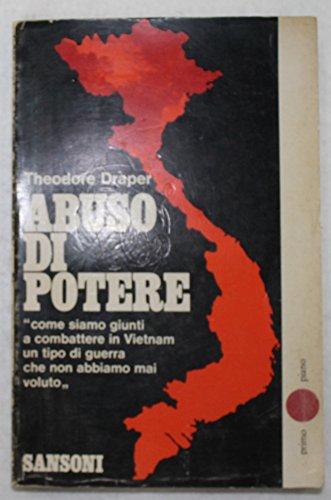 Theodore Draper
ABUSO
DI
POTERE
"come siamo giunti
a combattere in Vietnam
un tipo di guerra
che non abbiamo mai
voluto„
SANSONI
primo piano